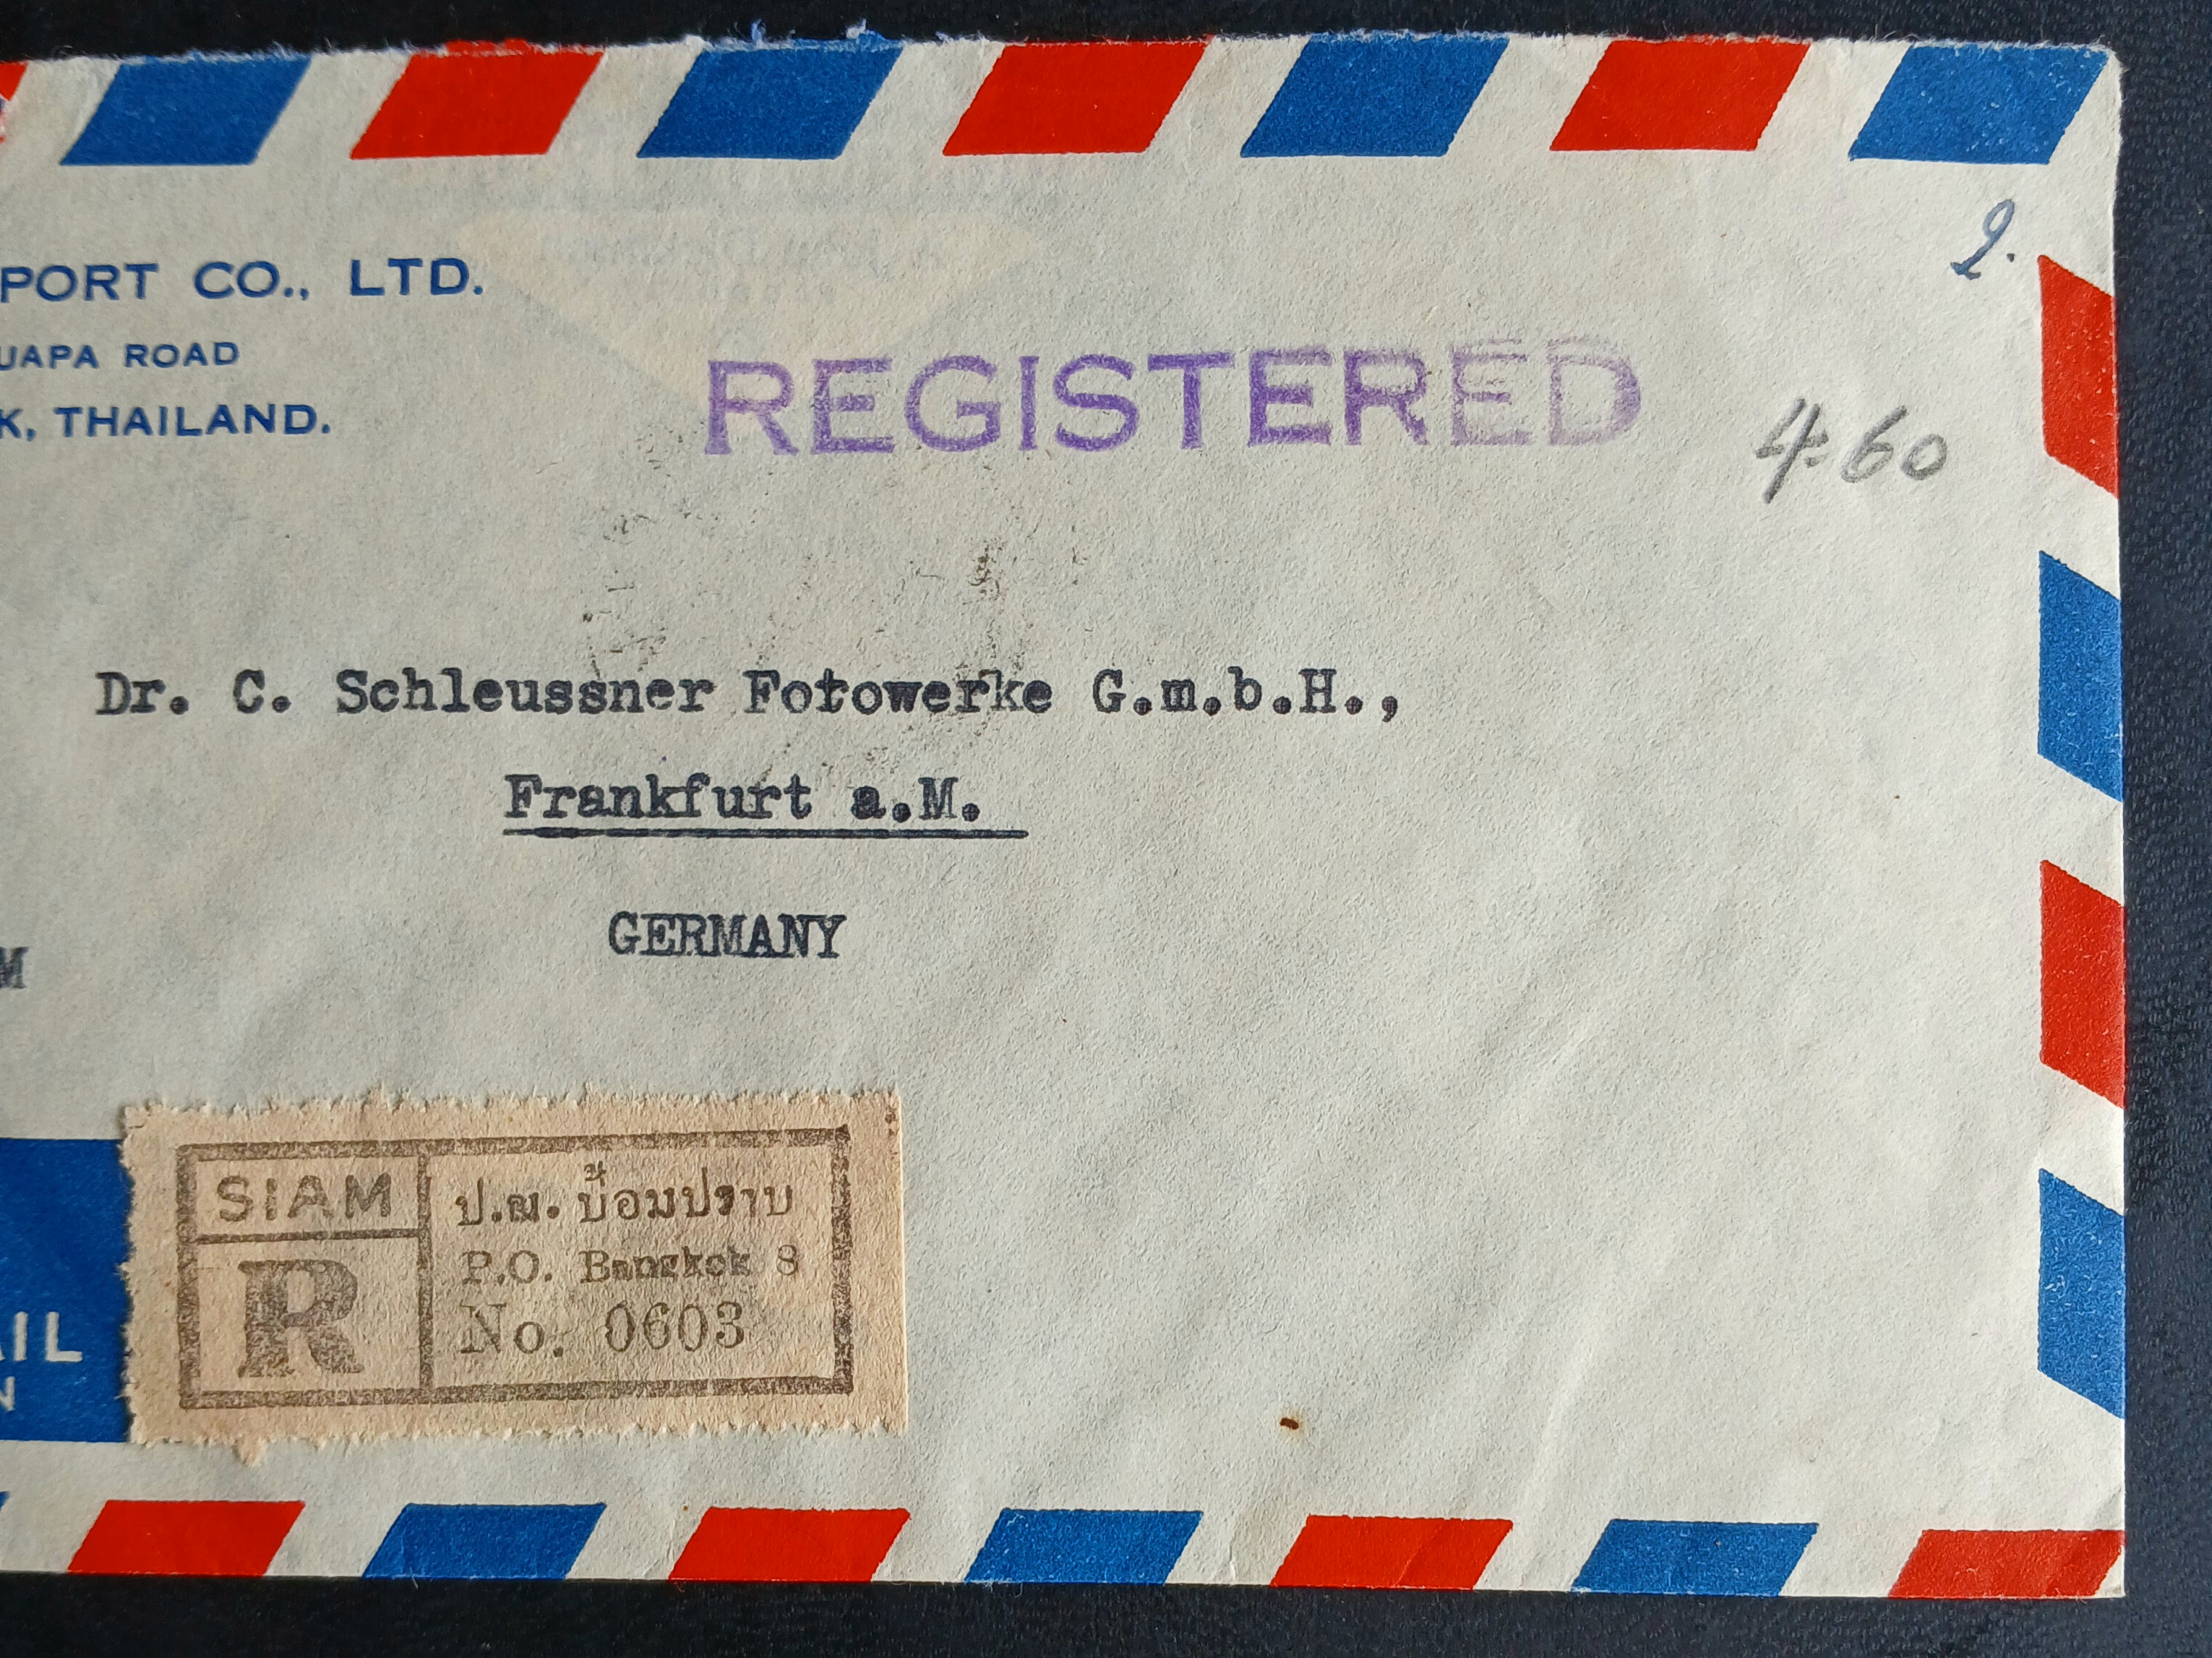 PORT CO., LTD.
UAPA ROAD
K, THAILAND.
REGISTERED
2.
4.60
Dr. C. Schleussner Fotowerke G.m.b.H.,
Frankfurt a.M.
GERMANY
M
SIAM
R
ป.ณ. ป้อมปราบ
P.O. Bangkok 8
No. 0603
AIL
N